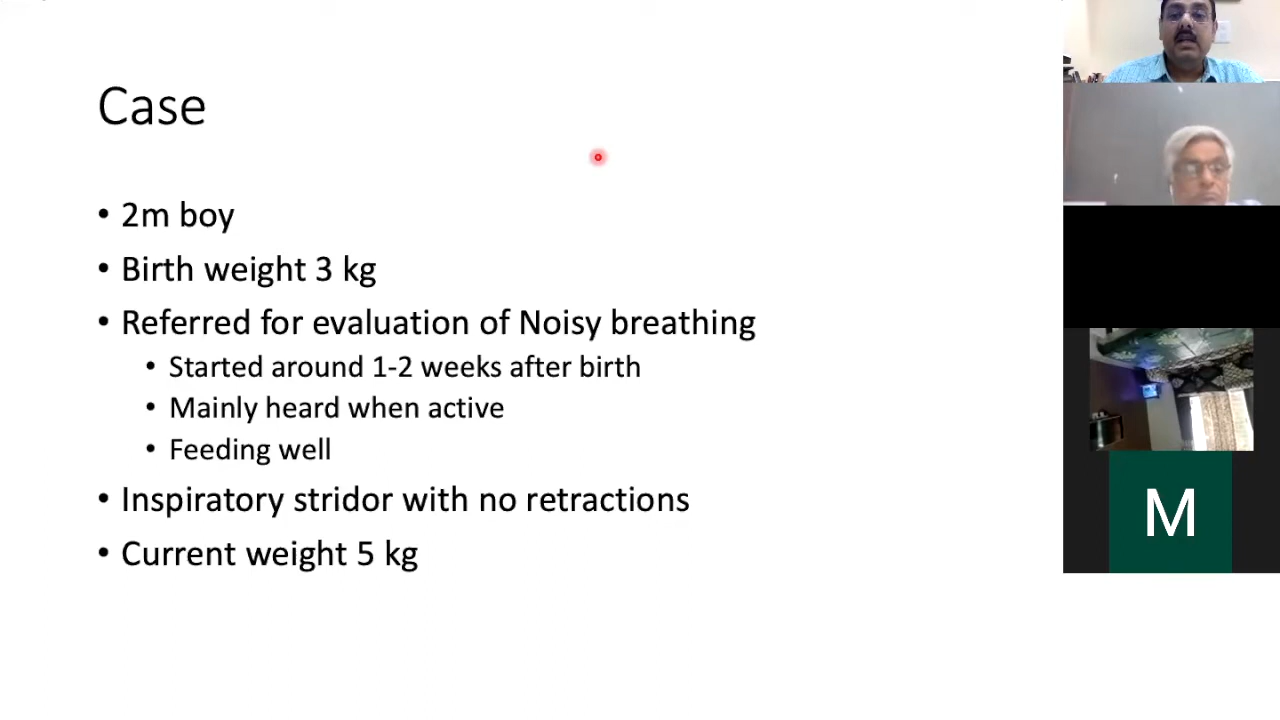 Case
• 2m boy
• Birth weight 3 kg
• Referred for evaluation of Noisy breathing
• Started around 1-2 weeks after birth
• Mainly heard when active
• Feeding well
• Inspiratory stridor with no retractions
• Current weight 5 kg
M